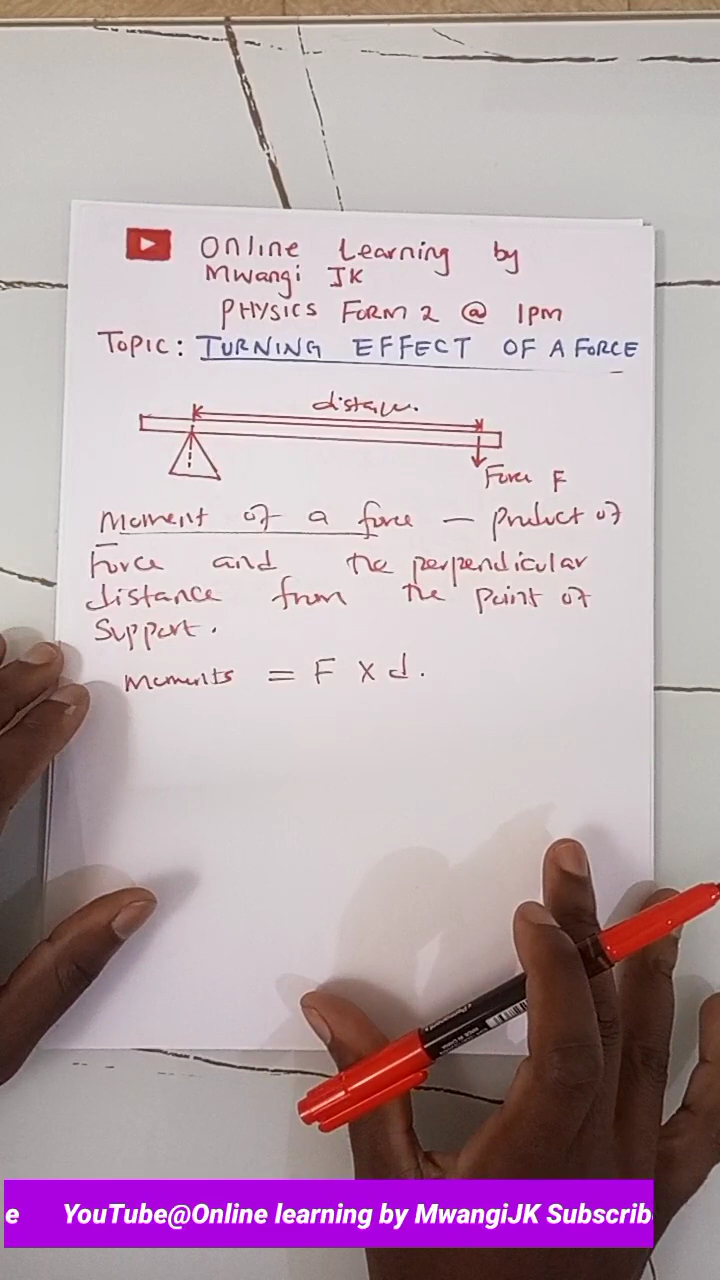 Online Learning by
Mwangi JK
PHYSICS FORM 2 @ 1pm
TOPIC: TURNING EFFECT OF A FORCE
distance.
Force F
Moment of a force — product of
Force and the perpendicular
distance from the point of
Support.
Moments = F x d.
e YouTube@Online learning by MwangiJK Subscrib